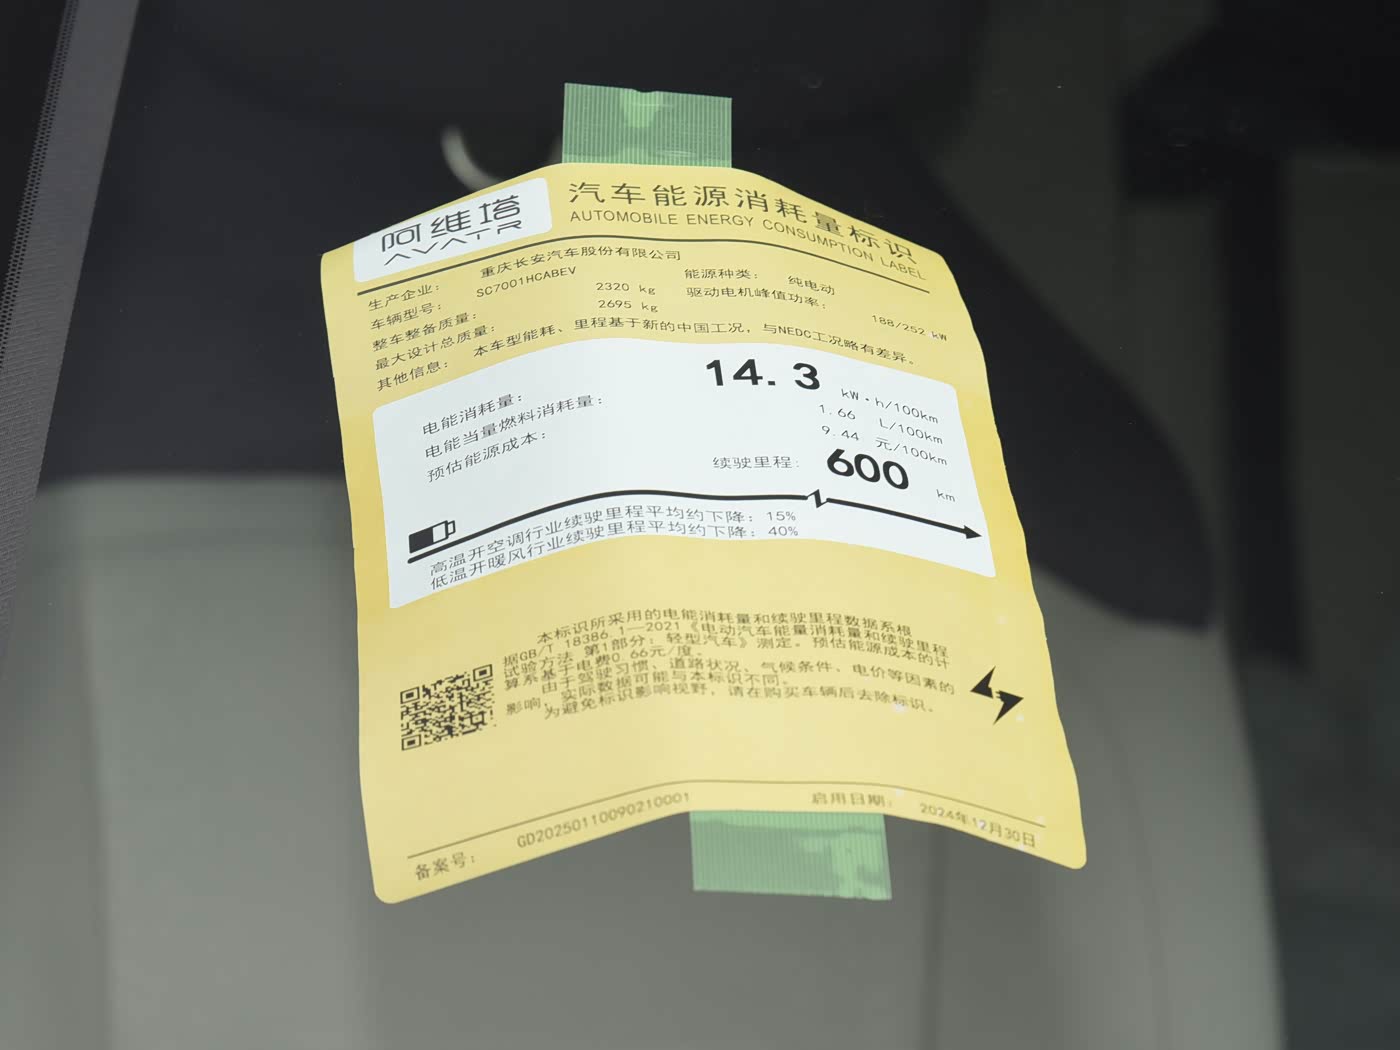 阿维塔
AVATR
汽车能源消耗量标识
AUTOMOBILE ENERGY CONSUMPTION LABEL
生产企业: 重庆长安汽车股份有限公司
车辆型号: SC7001HCABEV 能源种类: 纯电动
整车整备质量: 2320 kg 驱动电机峰值功率: 188/252 kW
最大设计总质量: 2695 kg
其他信息: 本车型能耗、里程基于新的中国工况，与NEDC工况略有差异。
电能消耗量: 14.3 kW·h/100km
电能当量燃料消耗量: 1.66 L/100km
预估能源成本: 9.44 元/100km
续驶里程: 600 km
高温开空调行业续驶里程平均约下降: 15%
低温开暖风行业续驶里程平均约下降: 40%
本标识所采用的电能消耗量和续驶里程数据系根
据GB/T 18386.1—2021《电动汽车能量消耗量和续驶里程
试验方法 第1部分: 轻型汽车》测定。预估能源成本的计
算系基于电费0.66元/度。
由于驾驶习惯、道路状况、气候条件、电价等因素的
影响，实际数据可能与本标识不同。
为避免标识影响视野，请在购买车辆后去除标识。
备案号: GD20250110090210001 启用日期: 2024年12月30日